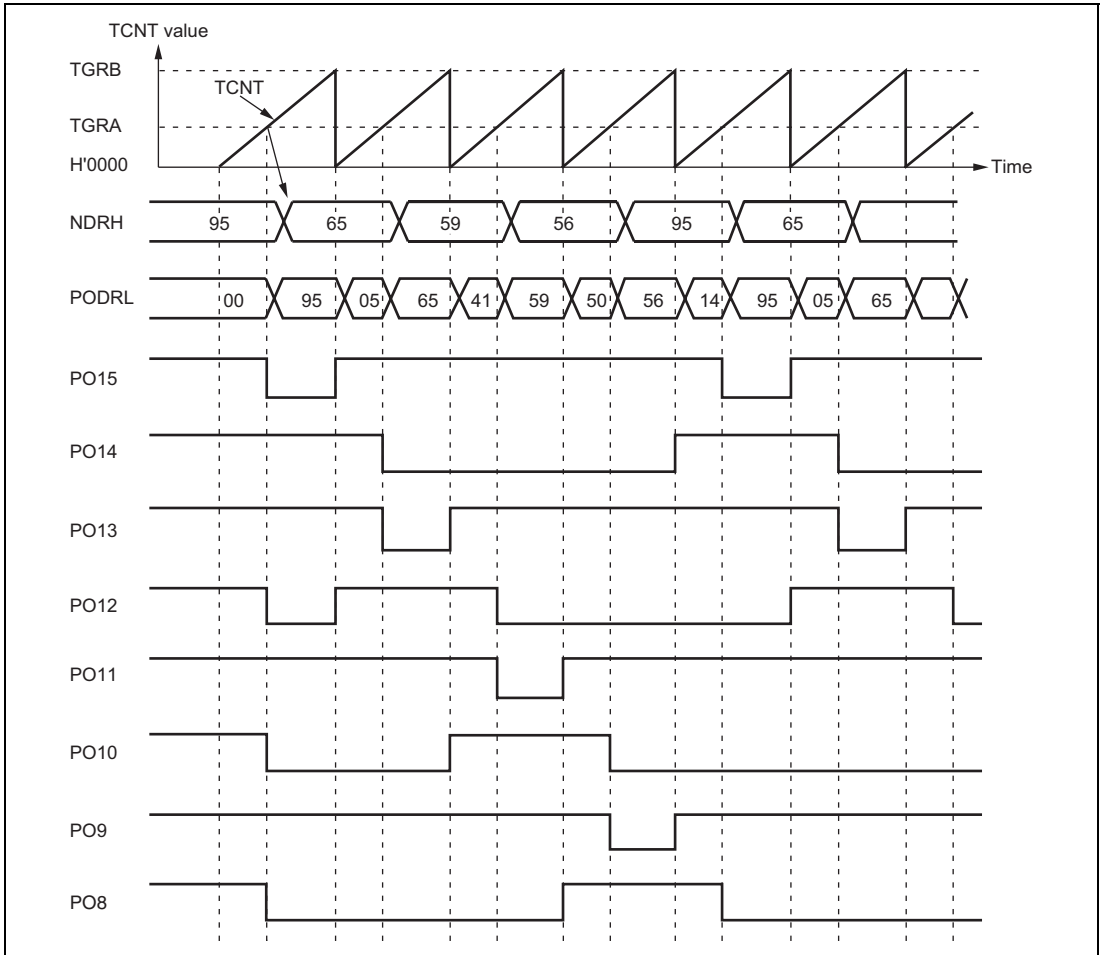 TCNT value
TGRB
TCNT
TGRA
H'0000
Time
NDRH 95 65 59 56 95 65
PODRL 00 95 05 65 41 59 50 56 14 95 05 65
PO15
PO14
PO13
PO12
PO11
PO10
PO9
PO8